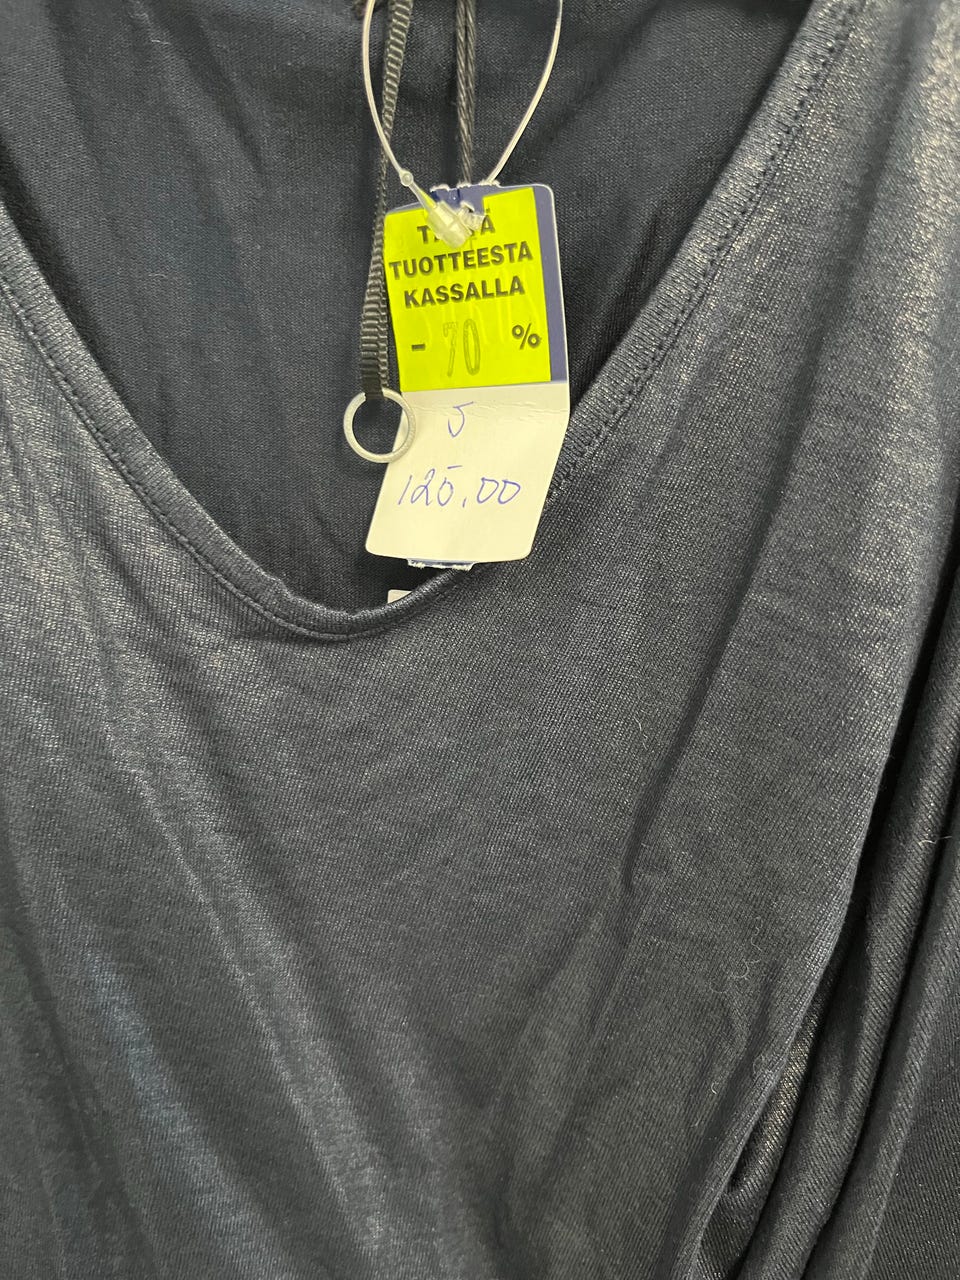 TUOTTEESTA
KASSALLA
- 70 %
125,00